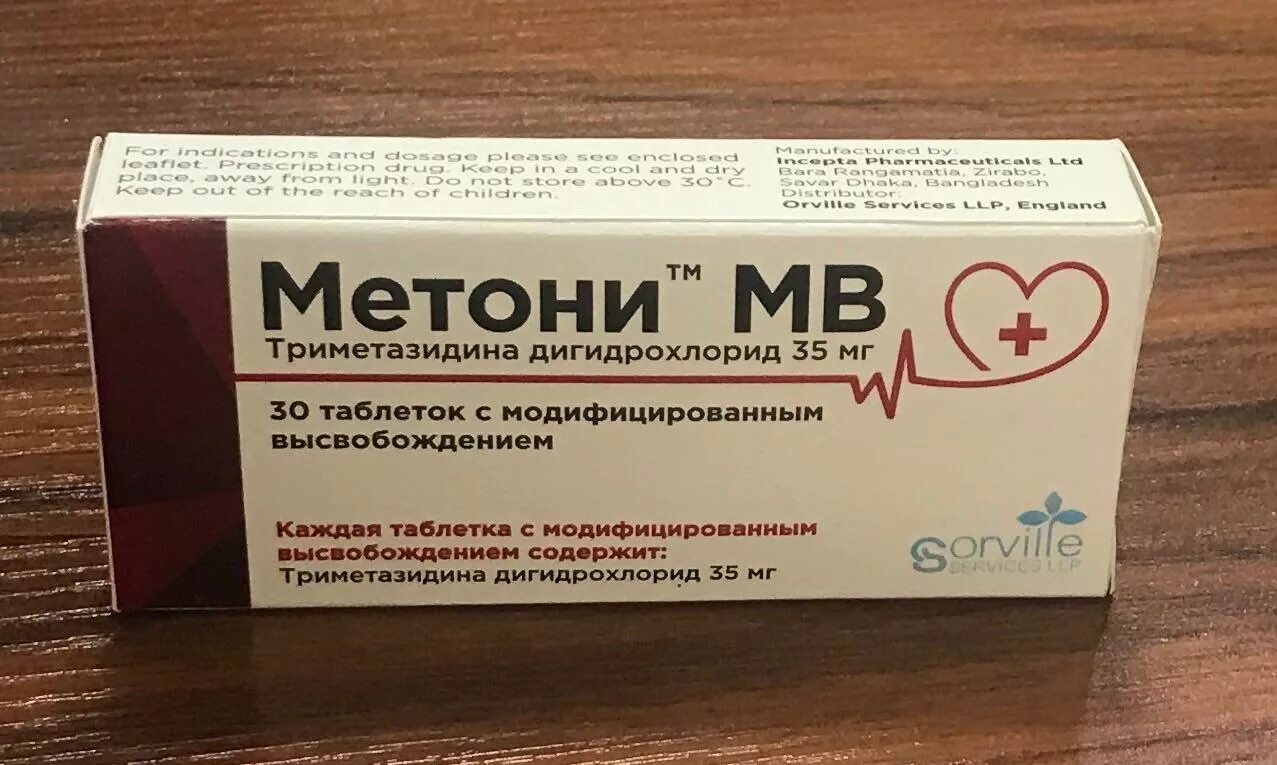 For indications and dosage please see enclosed
leaflet. Prescription drug. Keep in a cool and dry
place, away from light. Do not store above 30°C.
Keep out of the reach of children.
Manufactured by:
Incepta Pharmaceuticals Ltd
Bara Rangamatia, Zirabo,
Savar Dhaka, Bangladesh
Distributor:
Orville Services LLP, England
Метони™ МВ
Триметазидина дигидрохлорид 35 мг
30 таблеток с модифицированным
высвобождением
Каждая таблетка с модифицированным
высвобождением содержит:
Триметазидина дигидрохлорид 35 мг
orville
SERVICES LLP